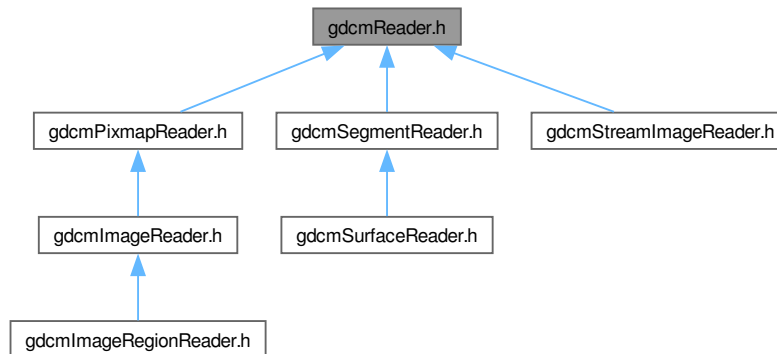 gdcmReader.h
gdcmPixmapReader.h
gdcmSegmentReader.h
gdcmStreamImageReader.h
gdcmImageReader.h
gdcmSurfaceReader.h
gdcmImageRegionReader.h